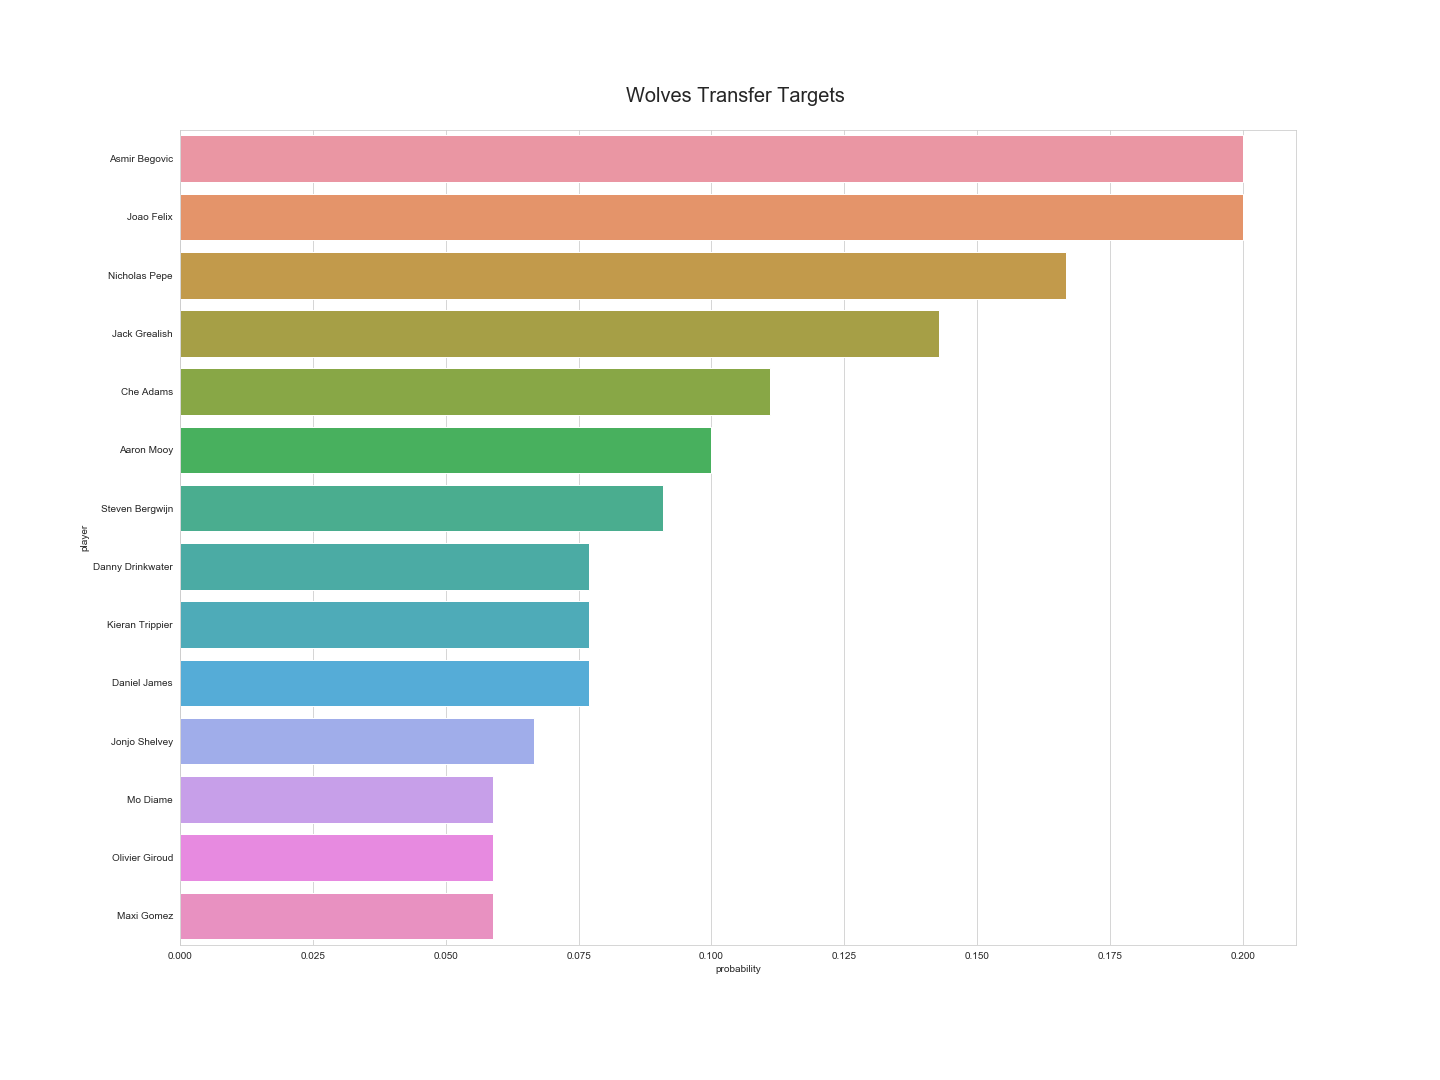 Wolves Transfer Targets
Asmir Begovic
Joao Felix
Nicholas Pepe
Jack Grealish
Che Adams
Aaron Mooy
Steven Bergwijn
player
Danny Drinkwater
Kieran Trippier
Daniel James
Jonjo Shelvey
Mo Diame
Olivier Giroud
Maxi Gomez
0.000 0.025 0.050 0.075 0.100 0.125 0.150 0.175 0.200
probability